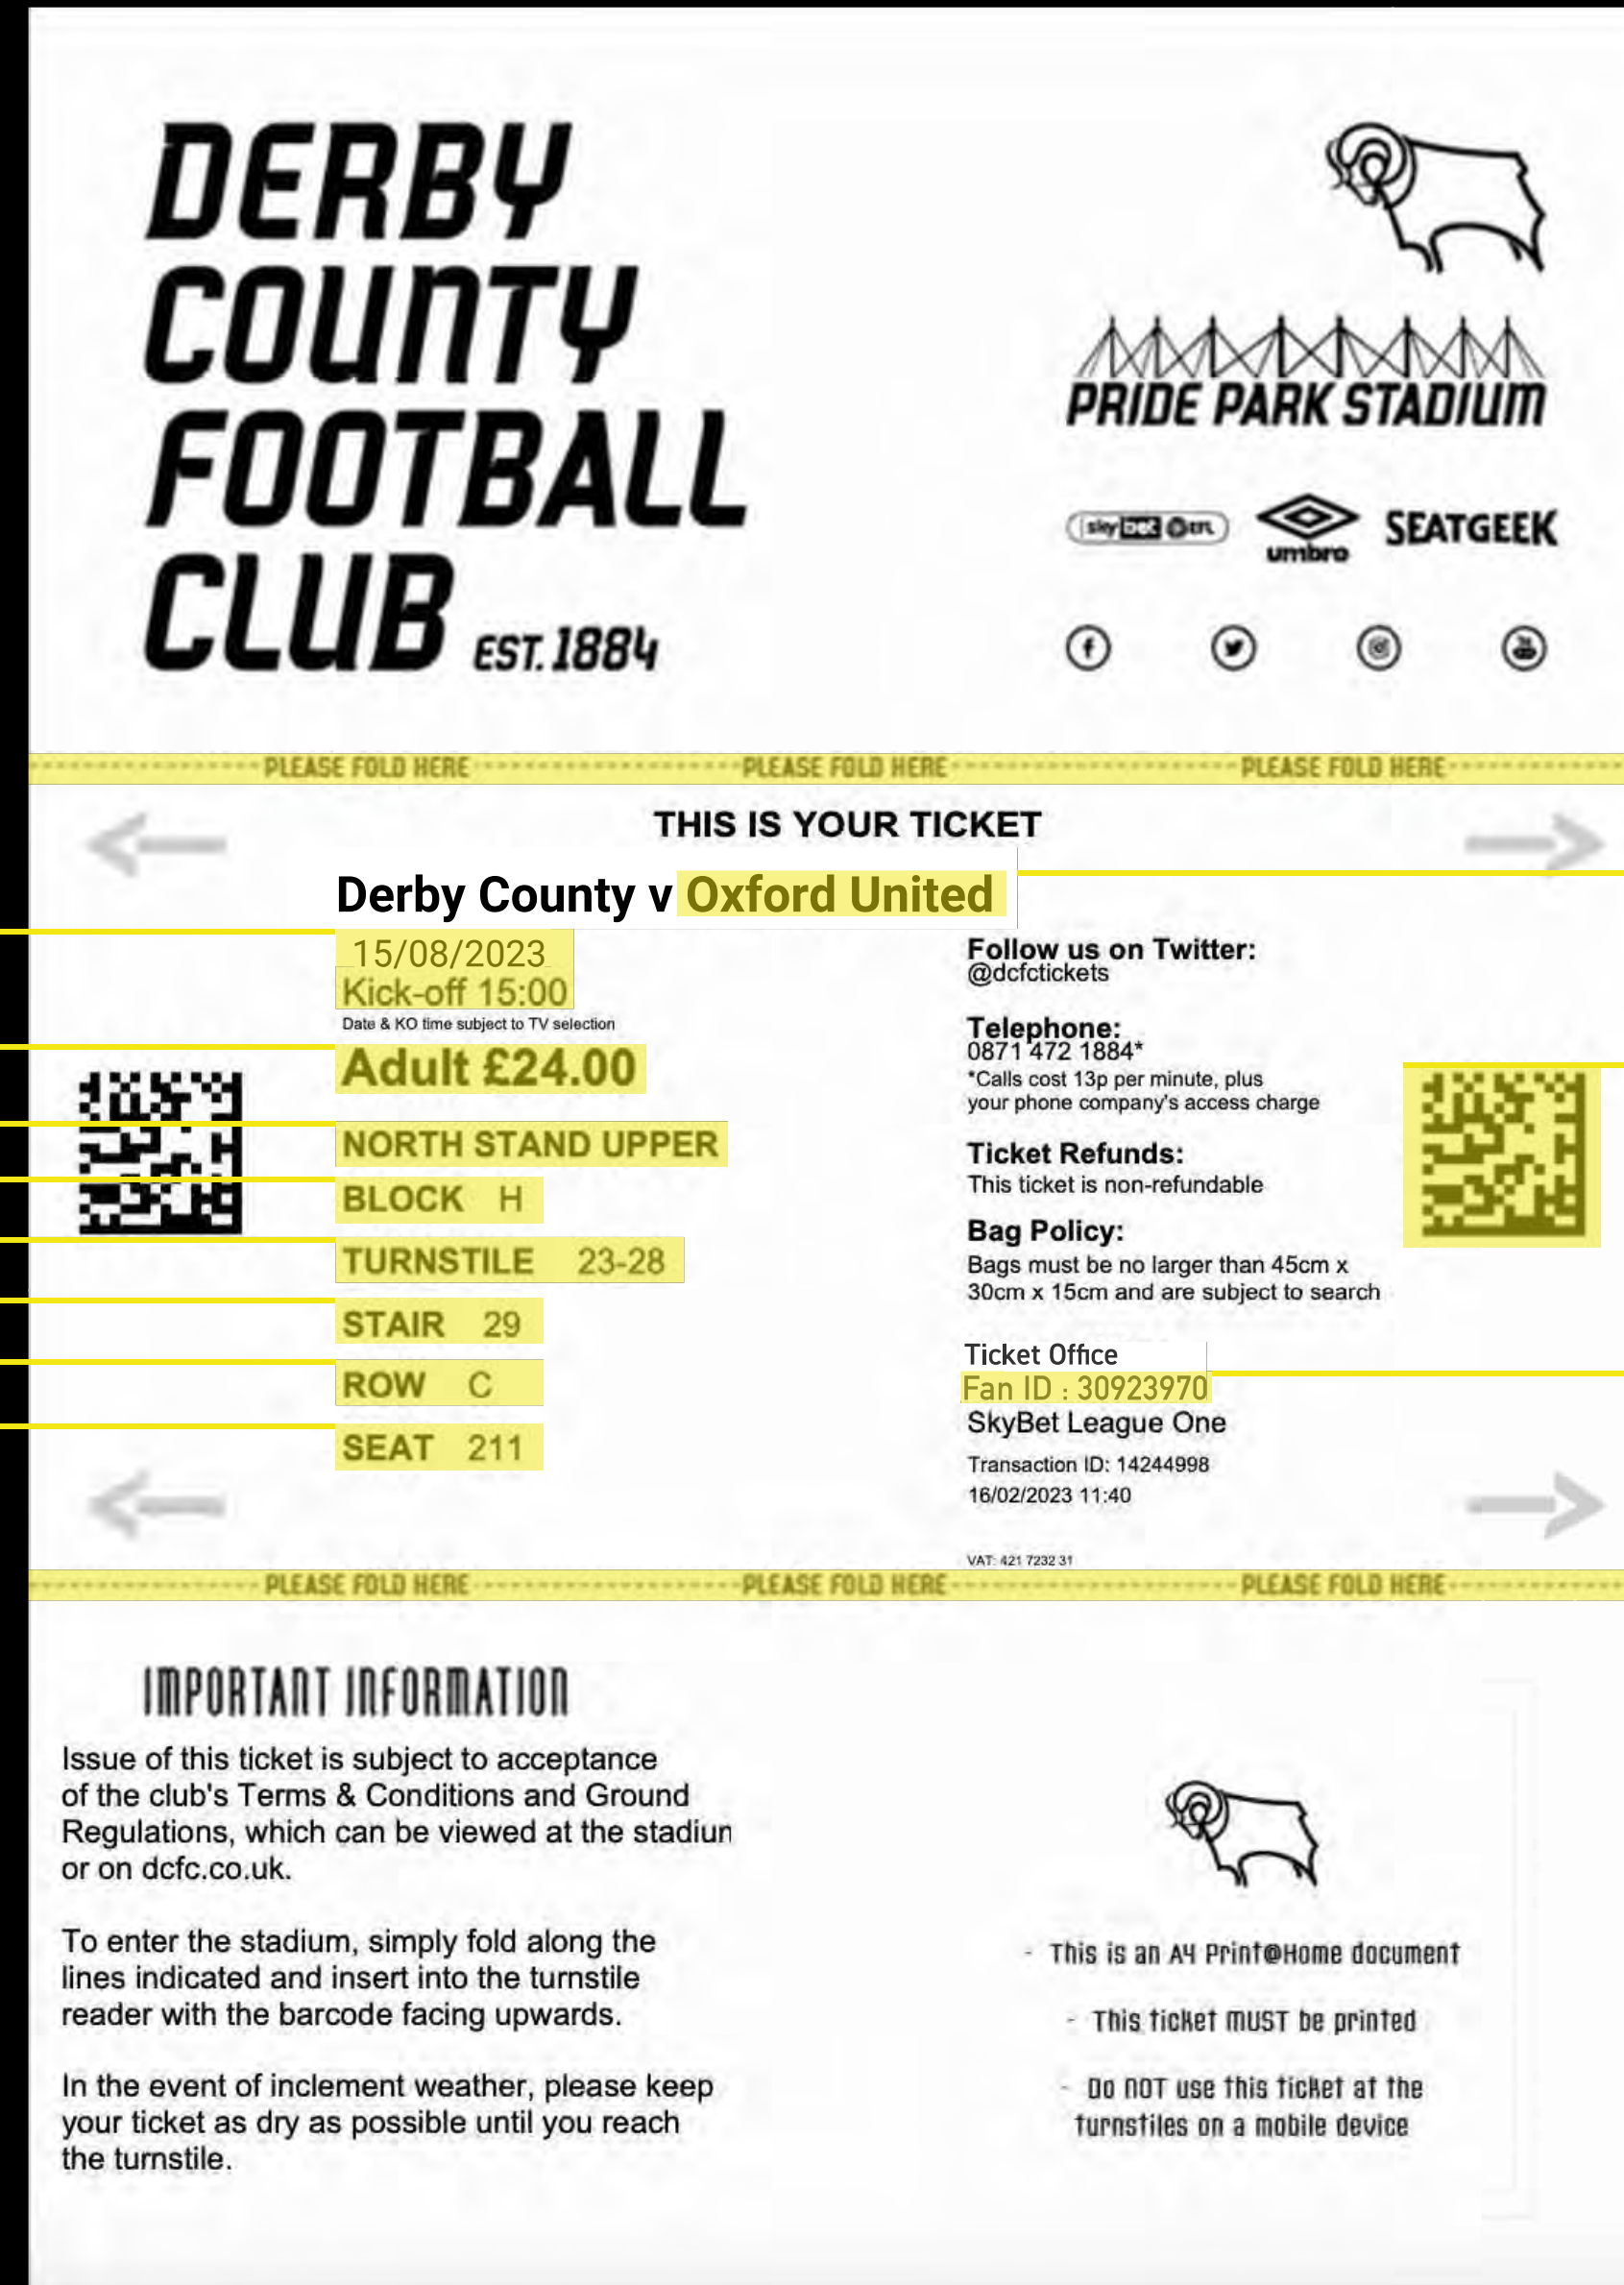 DERBY
COUNTY
FOOTBALL
CLUB EST. 1884
PRIDE PARK STADIUM
sky bet EFL umbro SEATGEEK
PLEASE FOLD HERE PLEASE FOLD HERE PLEASE FOLD HERE
THIS IS YOUR TICKET
Derby County v Oxford United
15/08/2023
Kick-off 15:00
Date & KO time subject to TV selection
Adult £24.00
NORTH STAND UPPER
BLOCK H
TURNSTILE 23-28
STAIR 29
ROW C
SEAT 211
Follow us on Twitter:
@dcfctickets
Telephone:
0871 472 1884*
*Calls cost 13p per minute, plus
your phone company's access charge
Ticket Refunds:
This ticket is non-refundable
Bag Policy:
Bags must be no larger than 45cm x
30cm x 15cm and are subject to search
Ticket Office
Fan ID : 30923970
SkyBet League One
Transaction ID: 14244998
16/02/2023 11:40
VAT: 421 7232 31
PLEASE FOLD HERE PLEASE FOLD HERE PLEASE FOLD HERE
IMPORTANT INFORMATION
Issue of this ticket is subject to acceptance
of the club's Terms & Conditions and Ground
Regulations, which can be viewed at the stadiun
or on dcfc.co.uk.
To enter the stadium, simply fold along the
lines indicated and insert into the turnstile
reader with the barcode facing upwards.
In the event of inclement weather, please keep
your ticket as dry as possible until you reach
the turnstile.
- This is an A4 Print@Home document
- This ticket MUST be printed
- Do NOT use this ticket at the
turnstiles on a mobile device